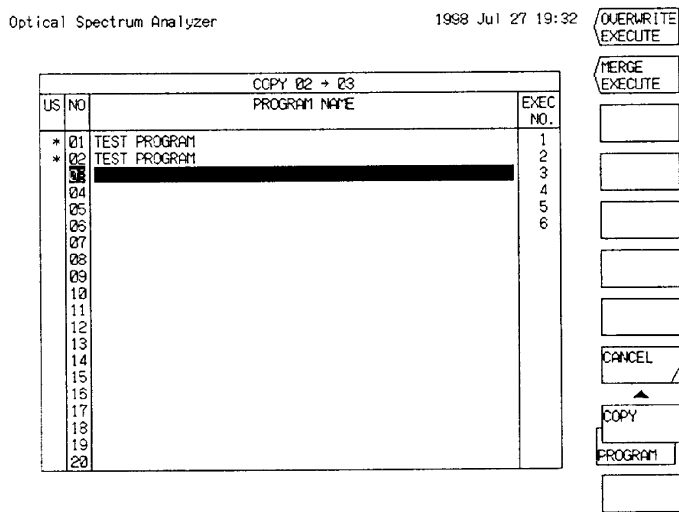 Optical Spectrum Analyzer
1998 Jul 27 19:32
OVERWRITE
EXECUTE
MERGE
EXECUTE
COPY 02 → 03
US NO PROGRAM NAME EXEC NO.
* 01 TEST PROGRAM 1
* 02 TEST PROGRAM 2
03 3
04 4
05 5
06 6
07
08
09
10
11
12
13
14
15
16
17
18
19
20
CANCEL
COPY
PROGRAM